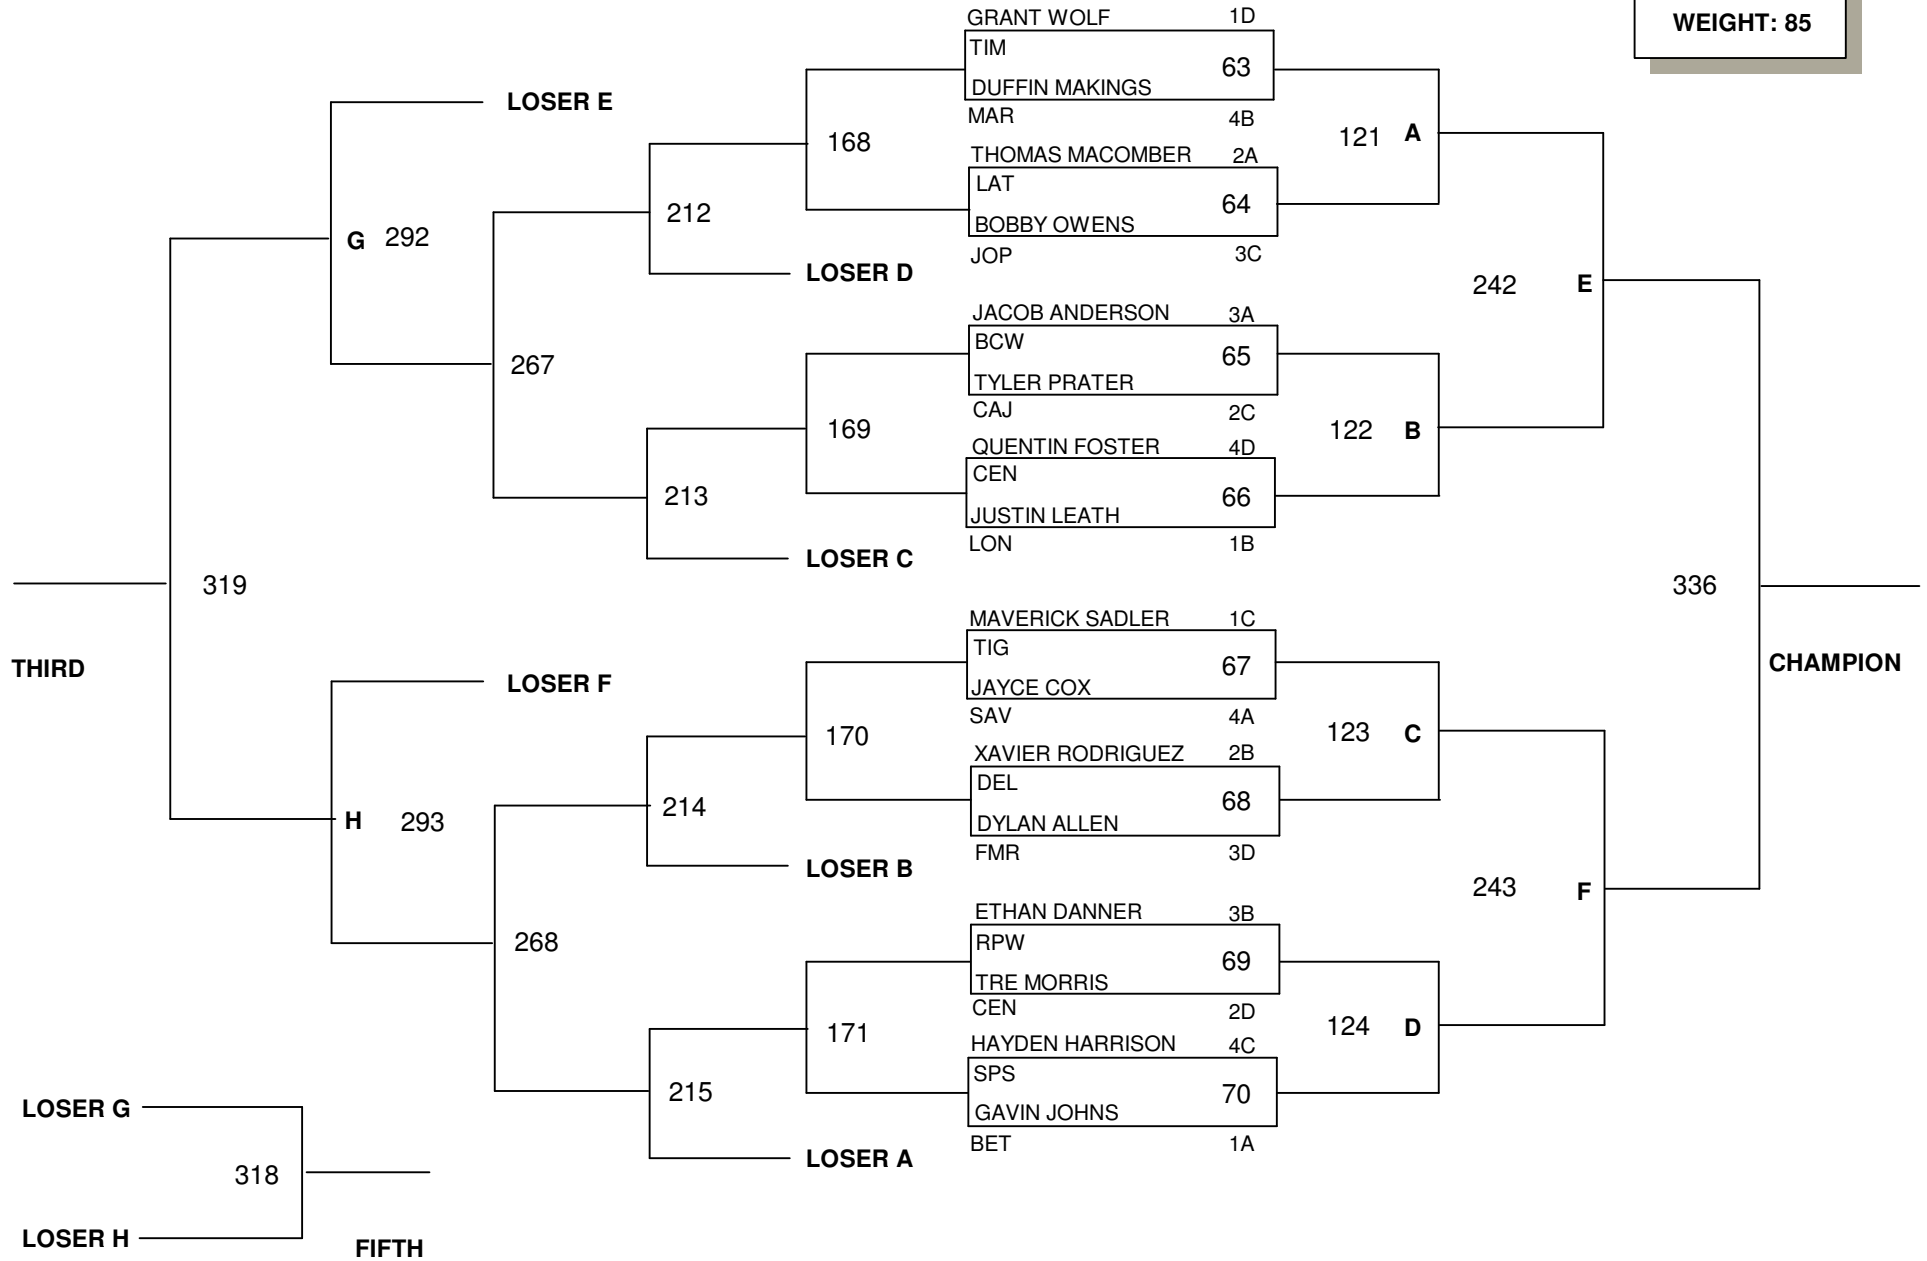 WEIGHT: 85
GRANT WOLF 1D
TIM
63
DUFFIN MAKINGS
MAR 4B
THOMAS MACOMBER 2A
LAT
64
BOBBY OWENS
JOP 3C
JACOB ANDERSON 3A
BCW
65
TYLER PRATER
CAJ 2C
QUENTIN FOSTER 4D
CEN
66
JUSTIN LEATH
LON 1B
MAVERICK SADLER 1C
TIG
67
JAYCE COX
SAV 4A
XAVIER RODRIGUEZ 2B
DEL
68
DYLAN ALLEN
FMR 3D
ETHAN DANNER 3B
RPW
69
TRE MORRIS
CEN 2D
HAYDEN HARRISON 4C
SPS
70
GAVIN JOHNS
BET 1A
121 A
122 B
123 C
124 D
242 E
243 F
336
CHAMPION
168
169
170
171
212
LOSER D
213
LOSER C
214
LOSER B
215
LOSER A
267
268
LOSER E
G 292
LOSER F
H 293
319
THIRD
LOSER G
318
LOSER H
FIFTH